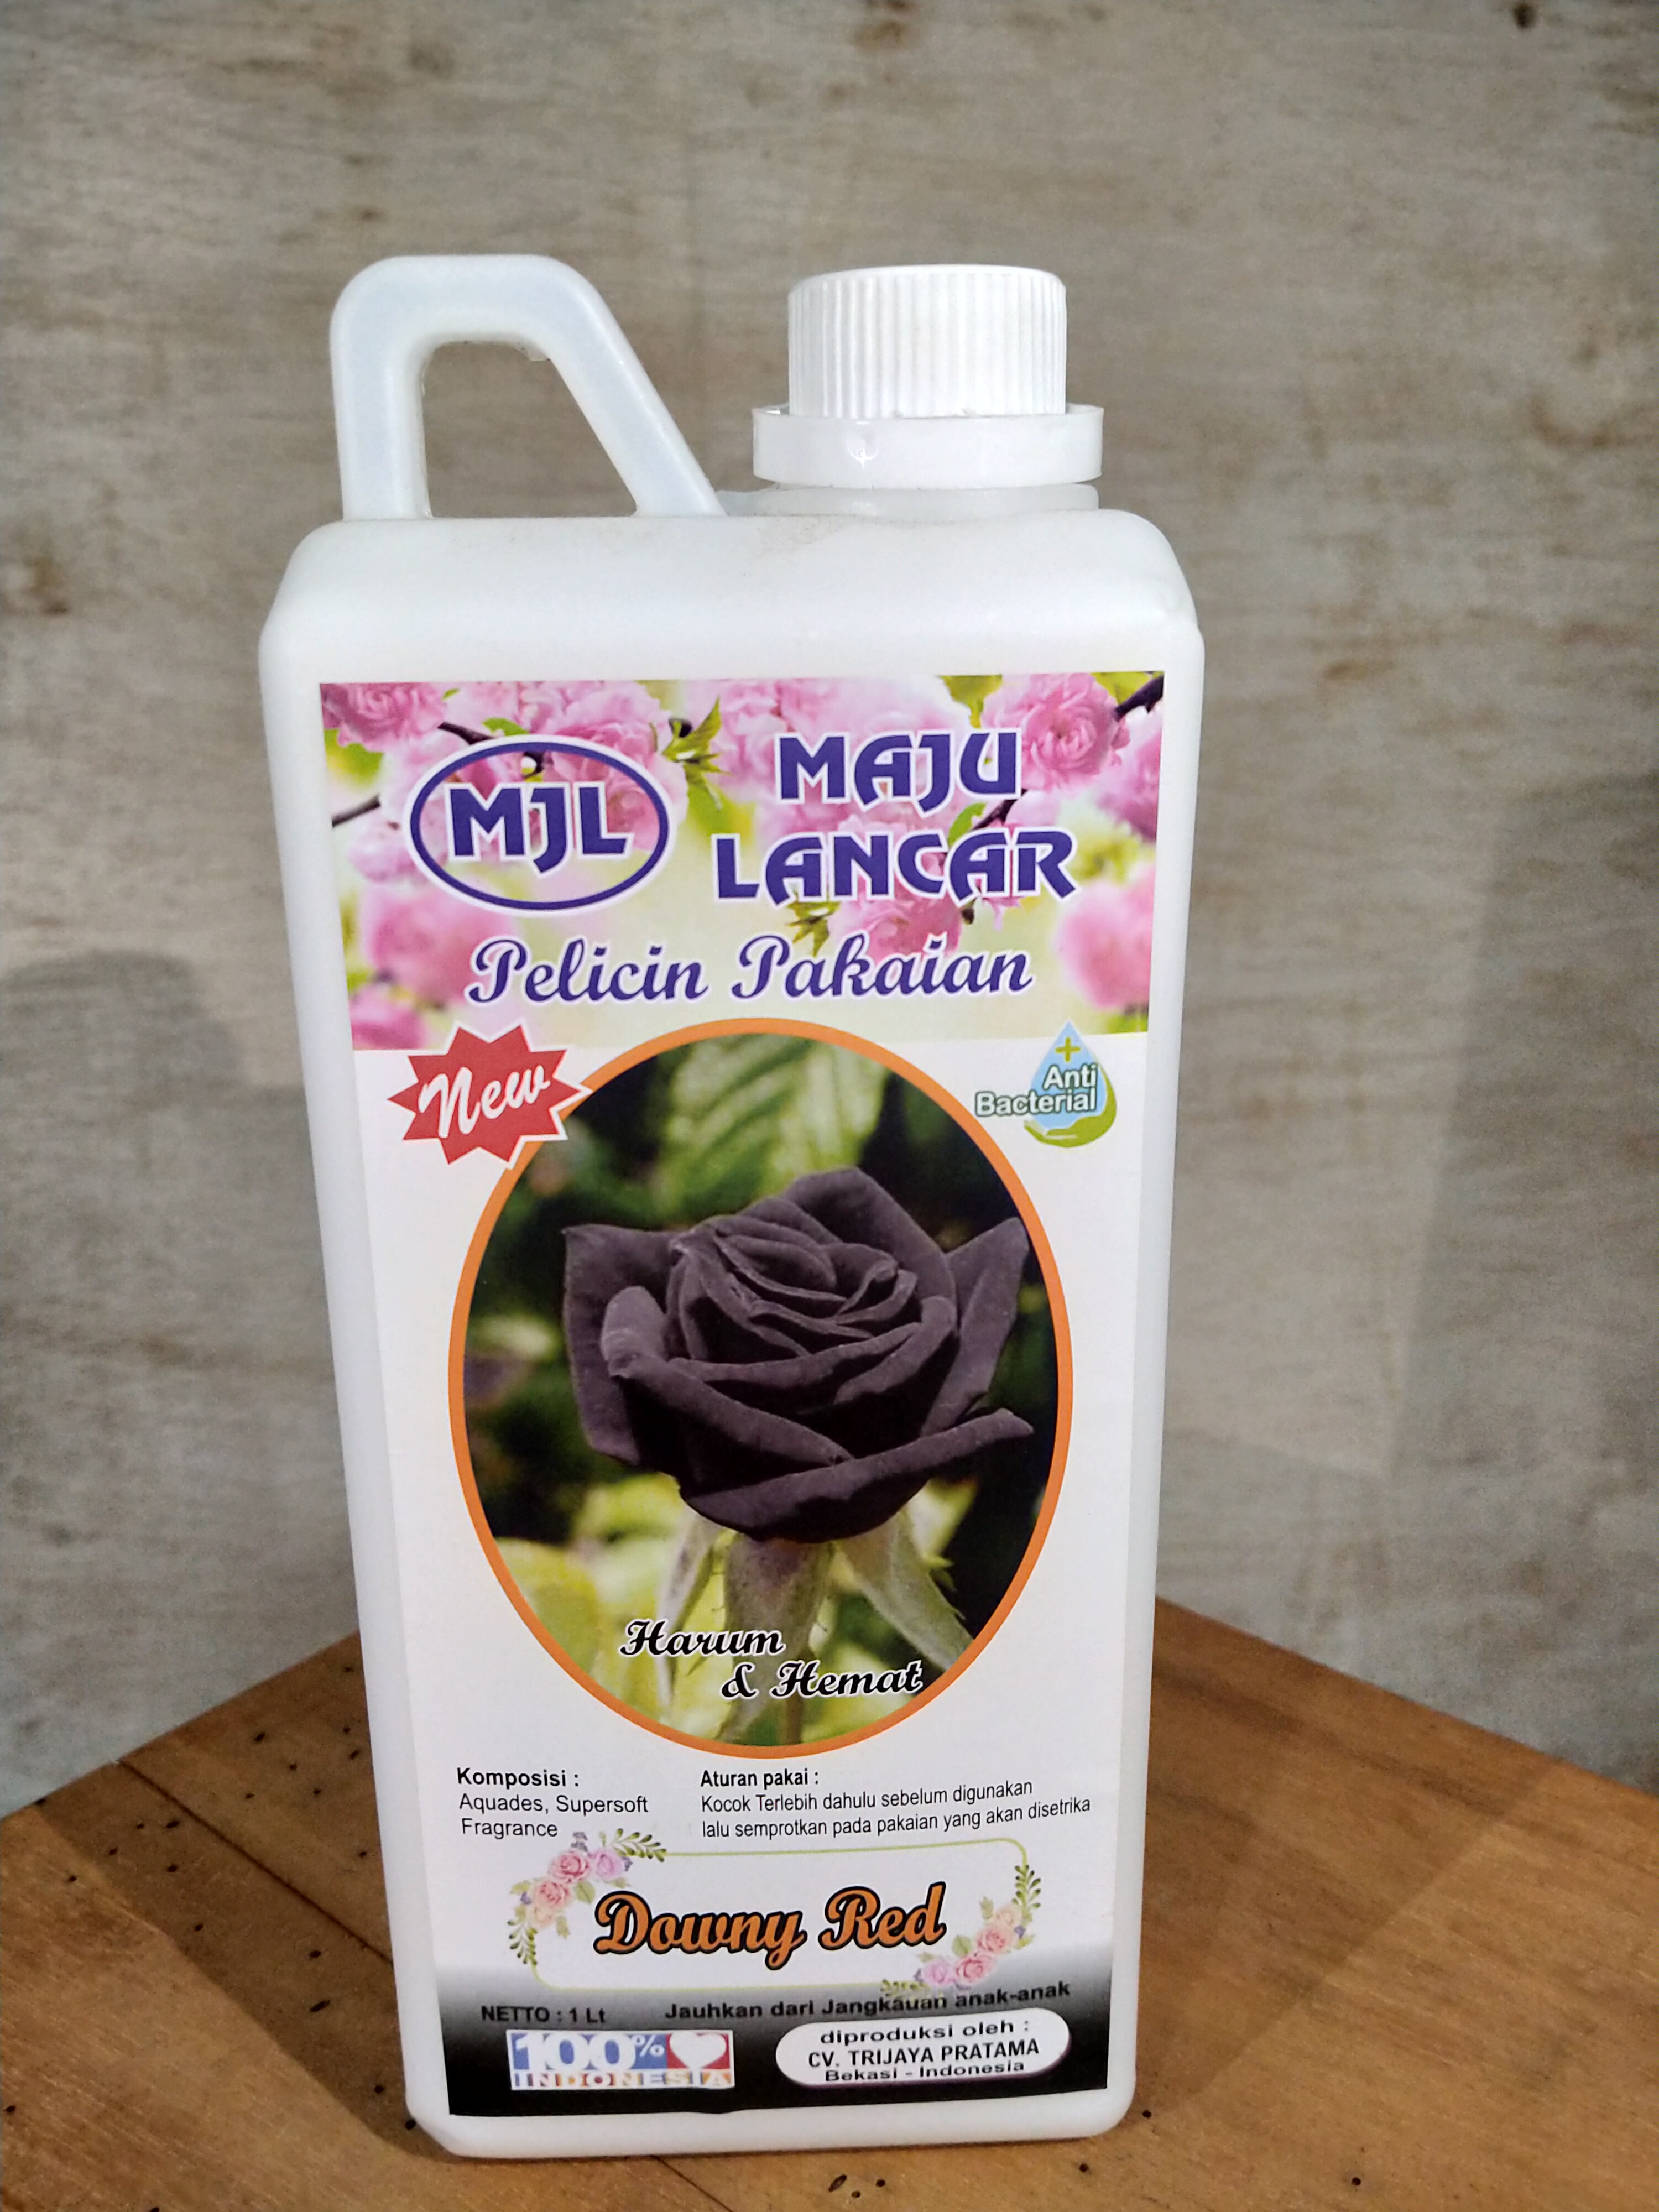 MJL
MAJU
LANCAR
Pelicin Pakaian
New
+
Anti
Bacterial
Harum
& Hemat
Komposisi :
Aquades, Supersoft
Fragrance
Aturan pakai :
Kocok Terlebih dahulu sebelum digunakan
lalu semprotkan pada pakaian yang akan disetrika
Downy Red
NETTO : 1 Lt
Jauhkan dari Jangkauan anak-anak
100%
INDONESIA
diproduksi oleh :
CV. TRIJAYA PRATAMA
Bekasi - Indonesia